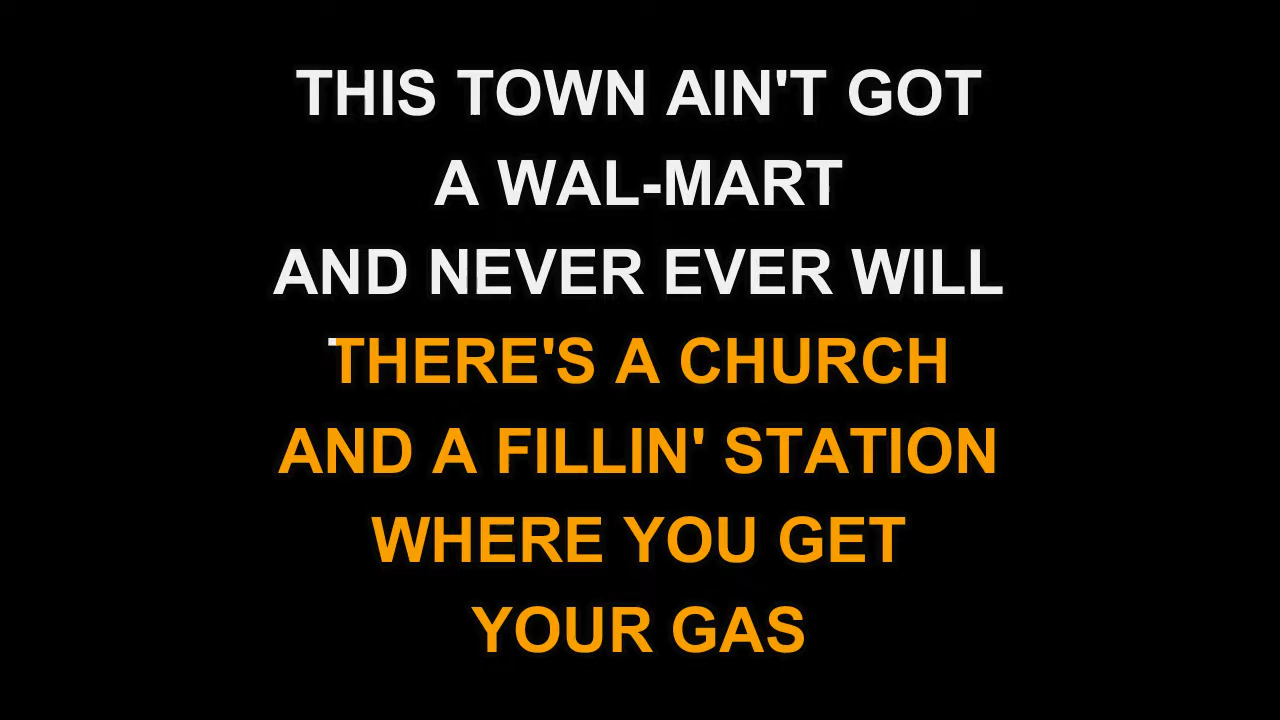 THIS TOWN AIN'T GOT
A WAL-MART
AND NEVER EVER WILL
THERE'S A CHURCH
AND A FILLIN' STATION
WHERE YOU GET
YOUR GAS